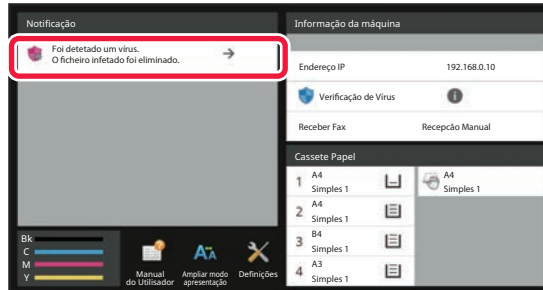 Notificação
Foi detetado um vírus.
O ficheiro infetado foi eliminado.
Informação da máquina
Endereço IP 192.168.0.10
Verificação de Vírus
Receber Fax Recepcão Manual
Cassete Papel
1 A4
Simples 1
A4
Simples 1
2 A4
Simples 1
3 B4
Simples 1
4 A3
Simples 1
Bk
C
M
Y
Manual
do Utilisador
Ampliar modo
apresentação
Definições